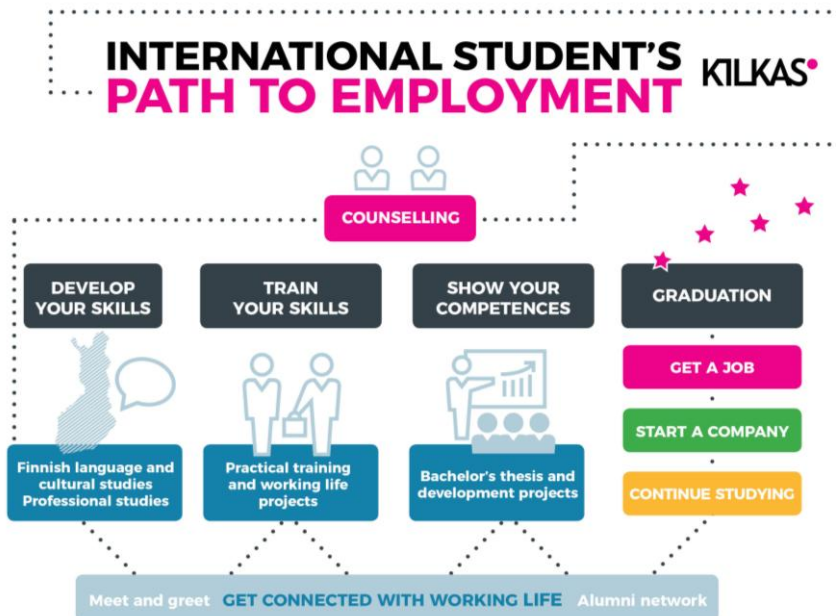 INTERNATIONAL STUDENT'S
PATH TO EMPLOYMENT
KILKAS
COUNSELLING
DEVELOP
YOUR SKILLS
TRAIN
YOUR SKILLS
SHOW YOUR
COMPETENCES
GRADUATION
GET A JOB
START A COMPANY
CONTINUE STUDYING
Finnish language and
cultural studies
Professional studies
Practical training
and working life
projects
Bachelor's thesis and
development projects
Meet and greet GET CONNECTED WITH WORKING LIFE Alumni network